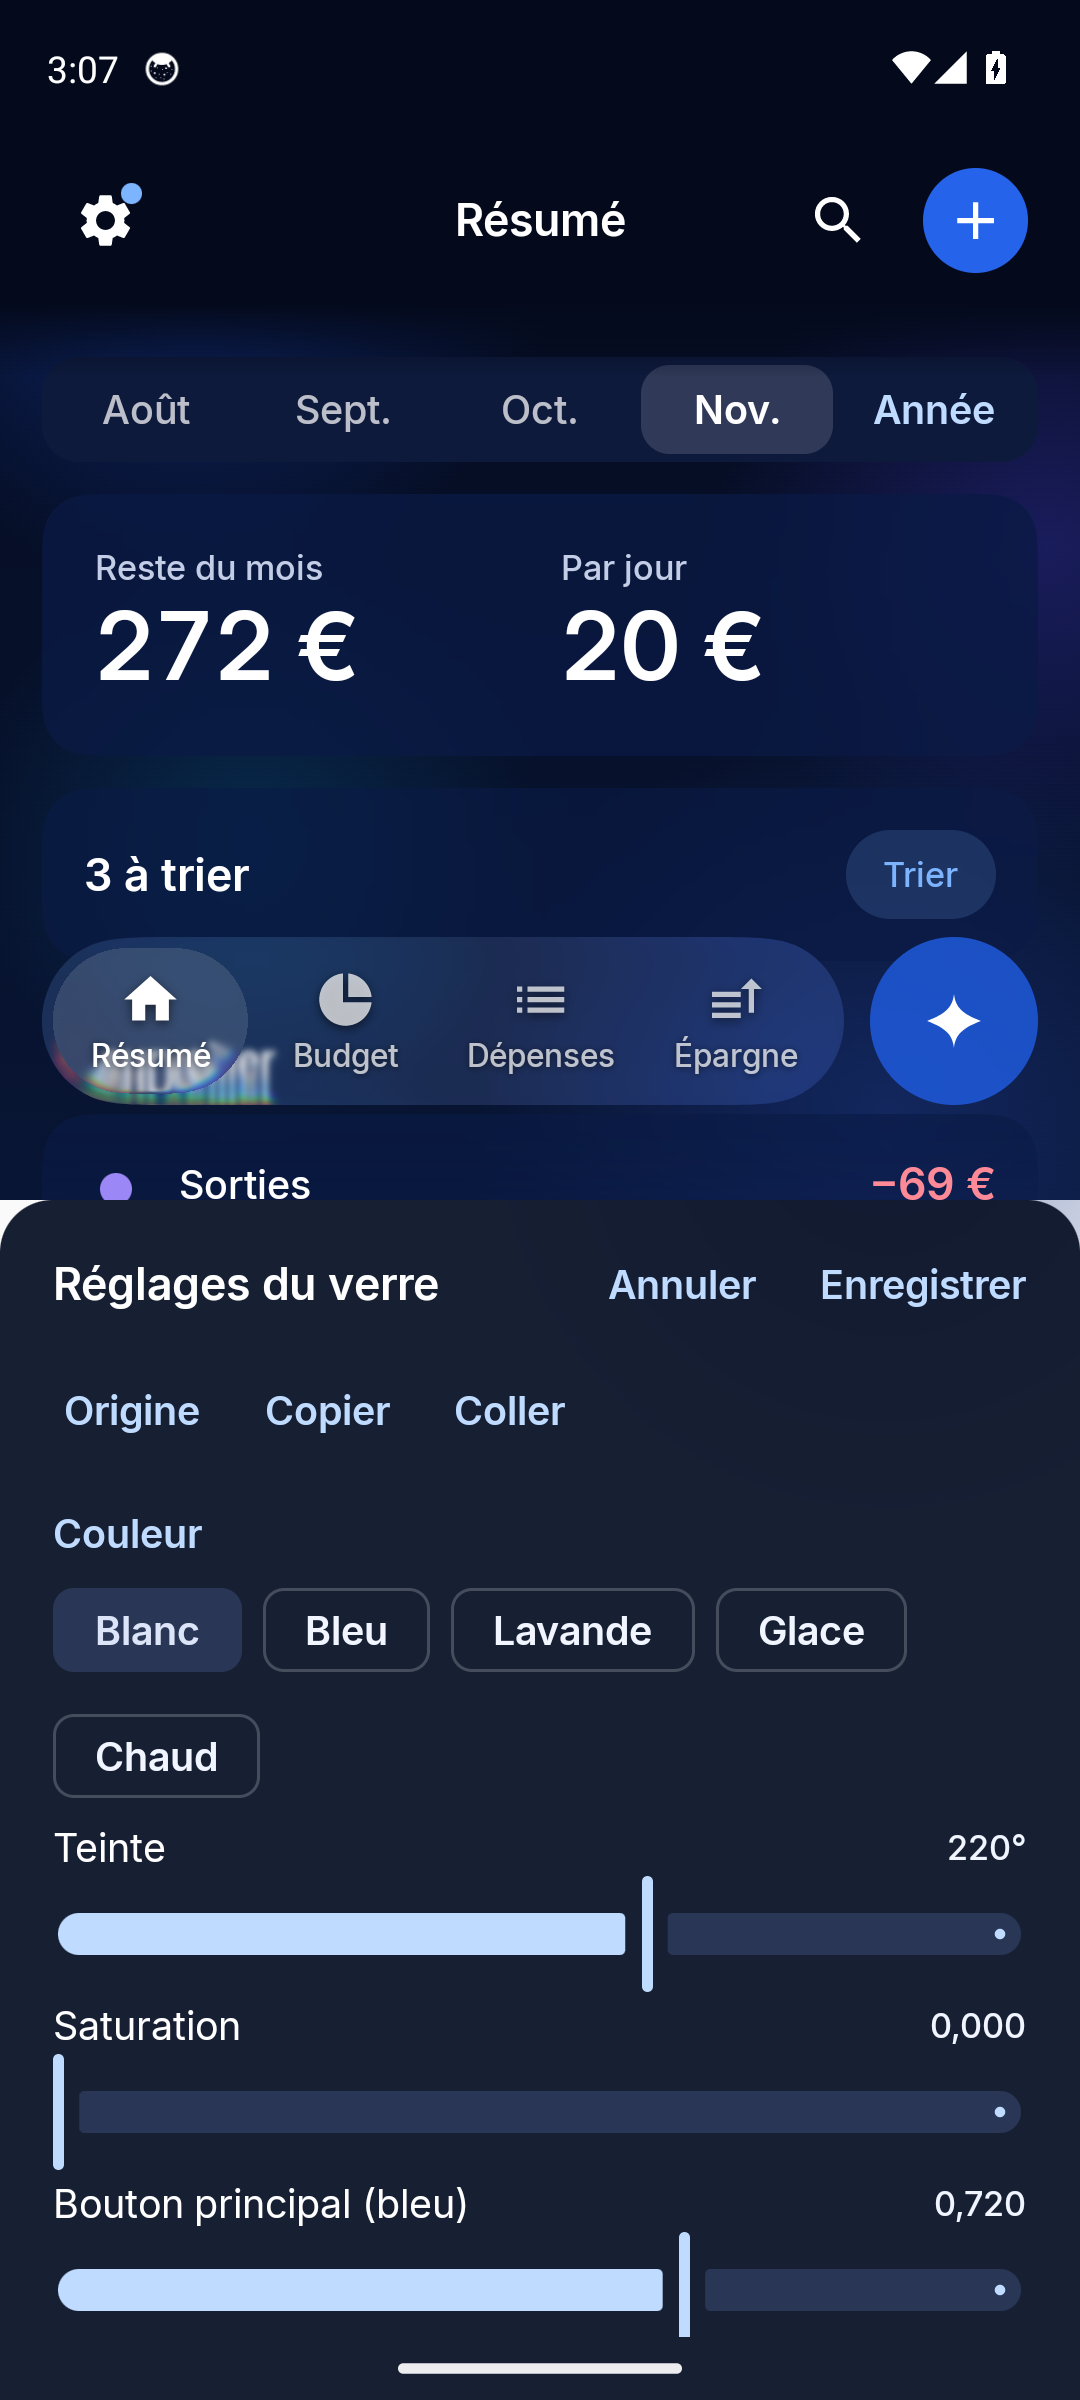 3:07
Résumé
Août Sept. Oct. Nov. Année
Reste du mois Par jour
272 € 20 €
3 à trier Trier
Résumé Budget Dépenses Épargne
Sorties −69 €
Réglages du verre Annuler Enregistrer
Origine Copier Coller
Couleur
Blanc Bleu Lavande Glace
Chaud
Teinte 220°
Saturation 0,000
Bouton principal (bleu) 0,720